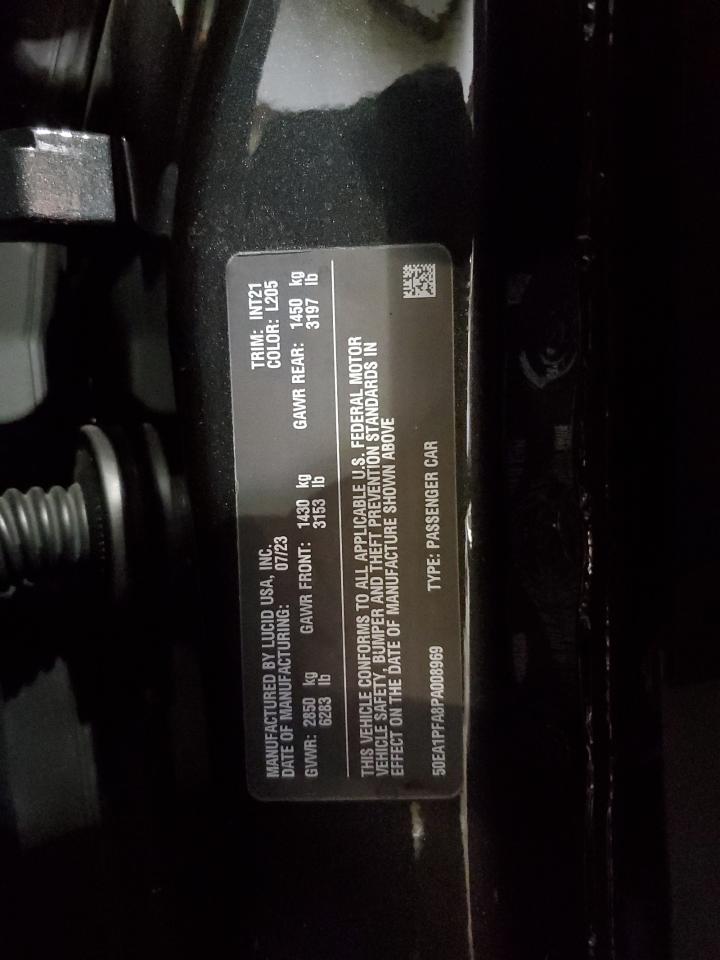 MANUFACTURED BY LUCID USA, INC.
DATE OF MANUFACTURING: 07/23
TRIM: INT21
COLOR: L205
GVWR: 2850 kg GAWR FRONT: 1430 kg GAWR REAR: 1450 kg
6283 lb 3153 lb 3197 lb
THIS VEHICLE CONFORMS TO ALL APPLICABLE U.S. FEDERAL MOTOR
VEHICLE SAFETY, BUMPER AND THEFT PREVENTION STANDARDS IN
EFFECT ON THE DATE OF MANUFACTURE SHOWN ABOVE
50EA1PFA8PA008969 TYPE: PASSENGER CAR